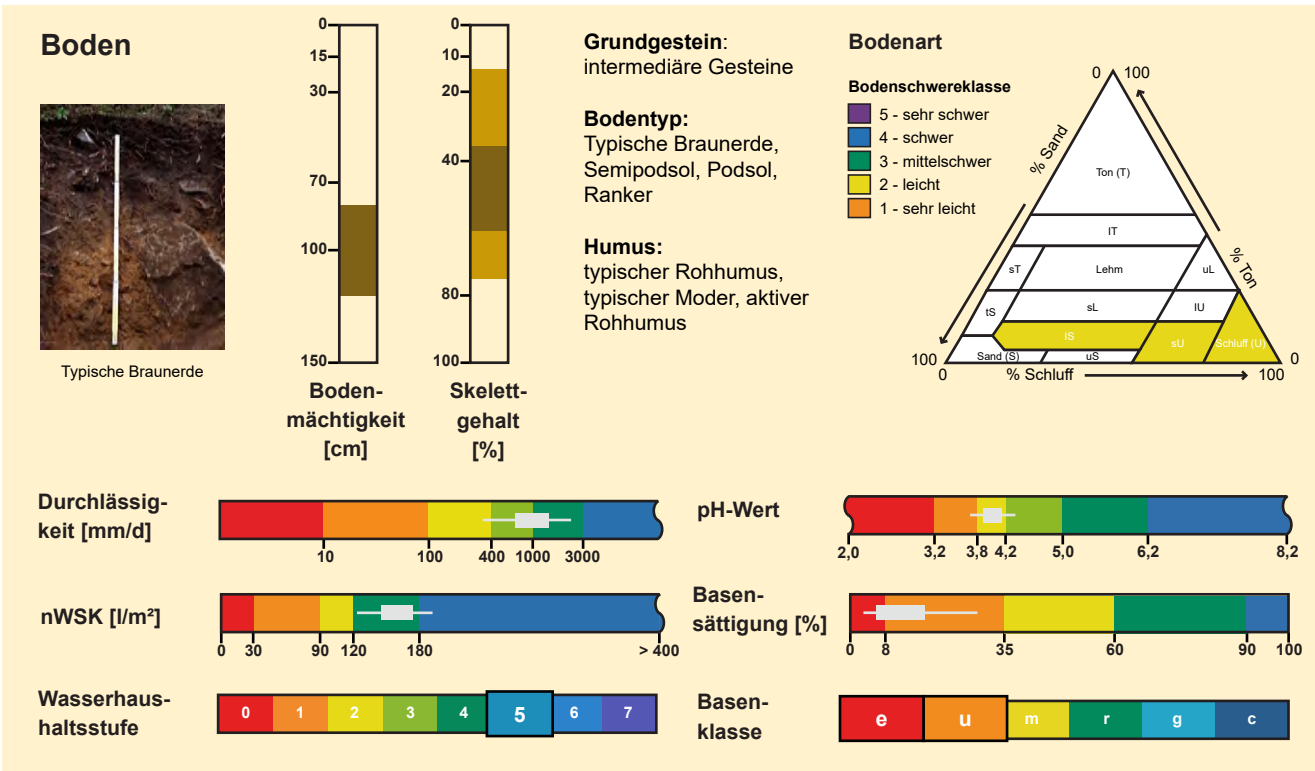 Boden
Typische Braunerde
0
15
30
70
100
150
Boden-
mächtigkeit
[cm]
0
10
20
40
80
100
Skelett-
gehalt
[%]
Grundgestein:
intermediäre Gesteine
Bodentyp:
Typische Braunerde,
Semipodsol, Podsol,
Ranker
Humus:
typischer Rohhumus,
typischer Moder, aktiver
Rohhumus
Bodenart
Bodenschwereklasse
5 - sehr schwer
4 - schwer
3 - mittelschwer
2 - leicht
1 - sehr leicht
0 100
% Sand
% Ton
Ton (T)
lT
sT Lehm uL
tS sL lU
lS sU Schluff (U)
Sand (S) uS
100 0
0 % Schluff 100
Durchlässig-
keit [mm/d]
10 100 400 1000 3000
pH-Wert
2,0 3,2 3,8 4,2 5,0 6,2 8,2
nWSK [l/m²]
0 30 90 120 180 > 400
Basen-
sättigung [%]
0 8 35 60 90 100
Wasserhaus-
haltsstufe
0 1 2 3 4 5 6 7
Basen-
klasse
e u m r g c